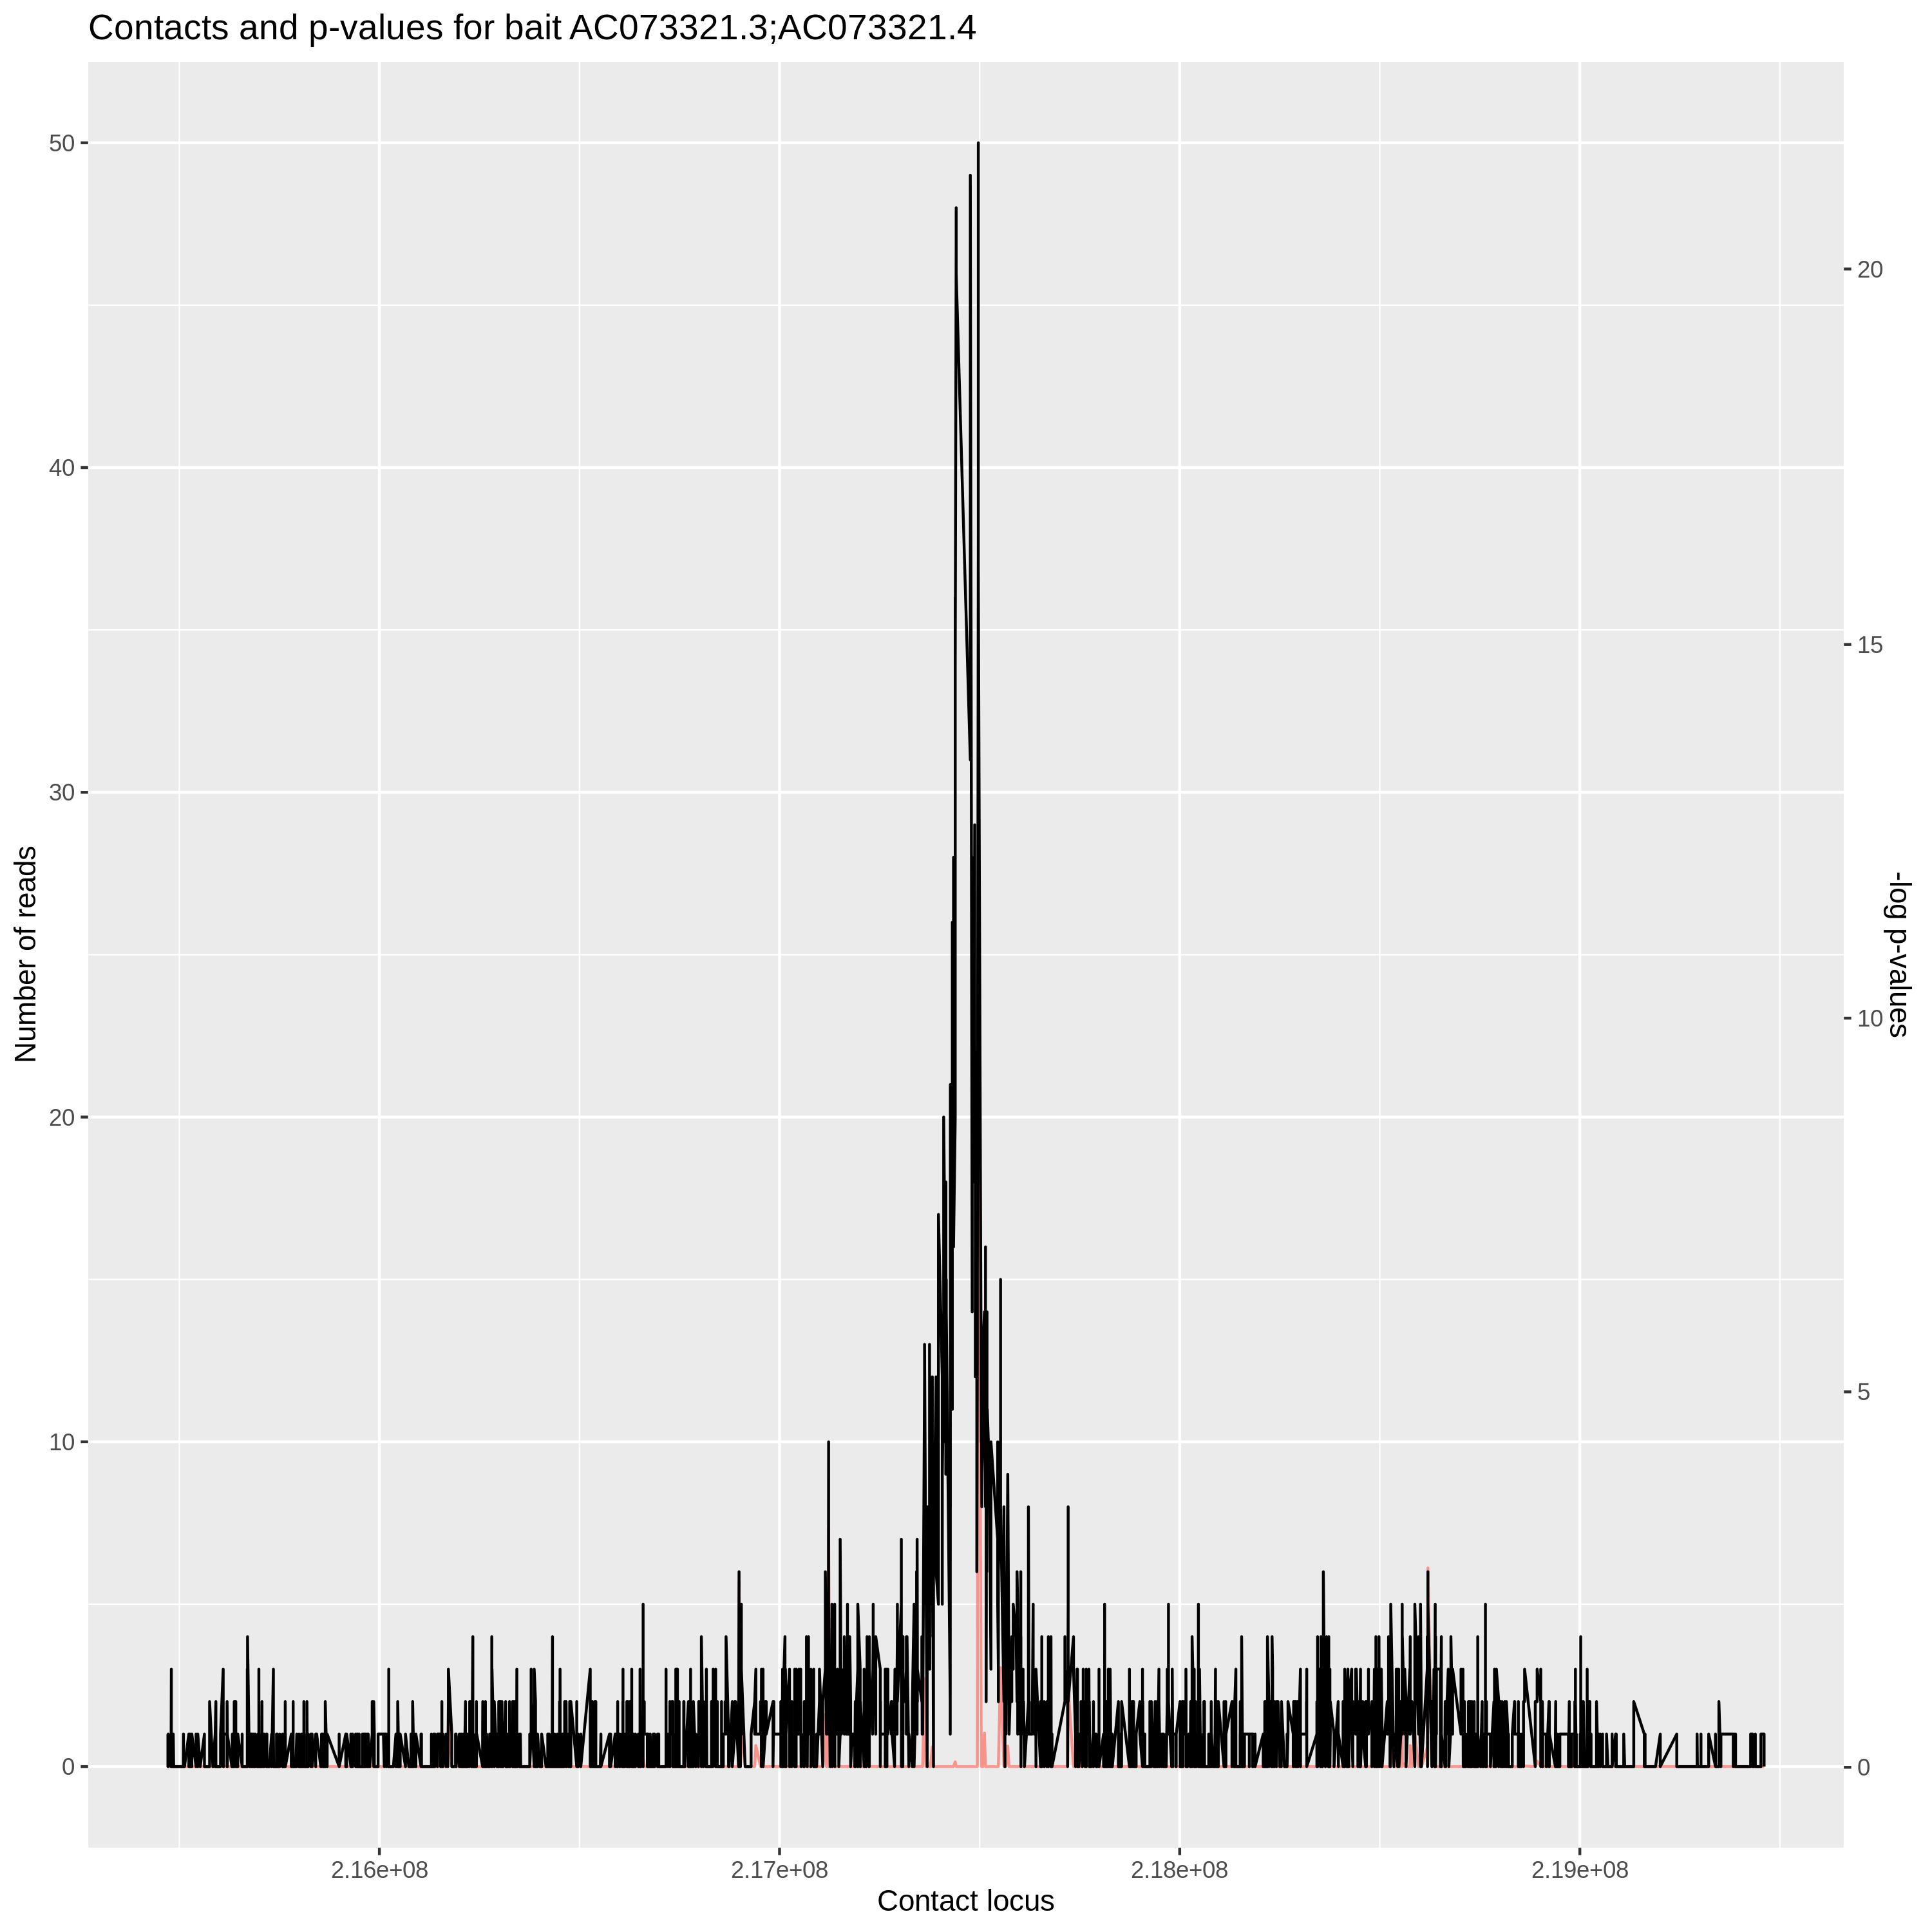 Contacts and p-values for bait AC073321.3;AC073321.4
50
40
30
20
10
0
Number of reads
20
15
10
5
0
-log p-values
2.16e+08
2.17e+08
2.18e+08
2.19e+08
Contact locus